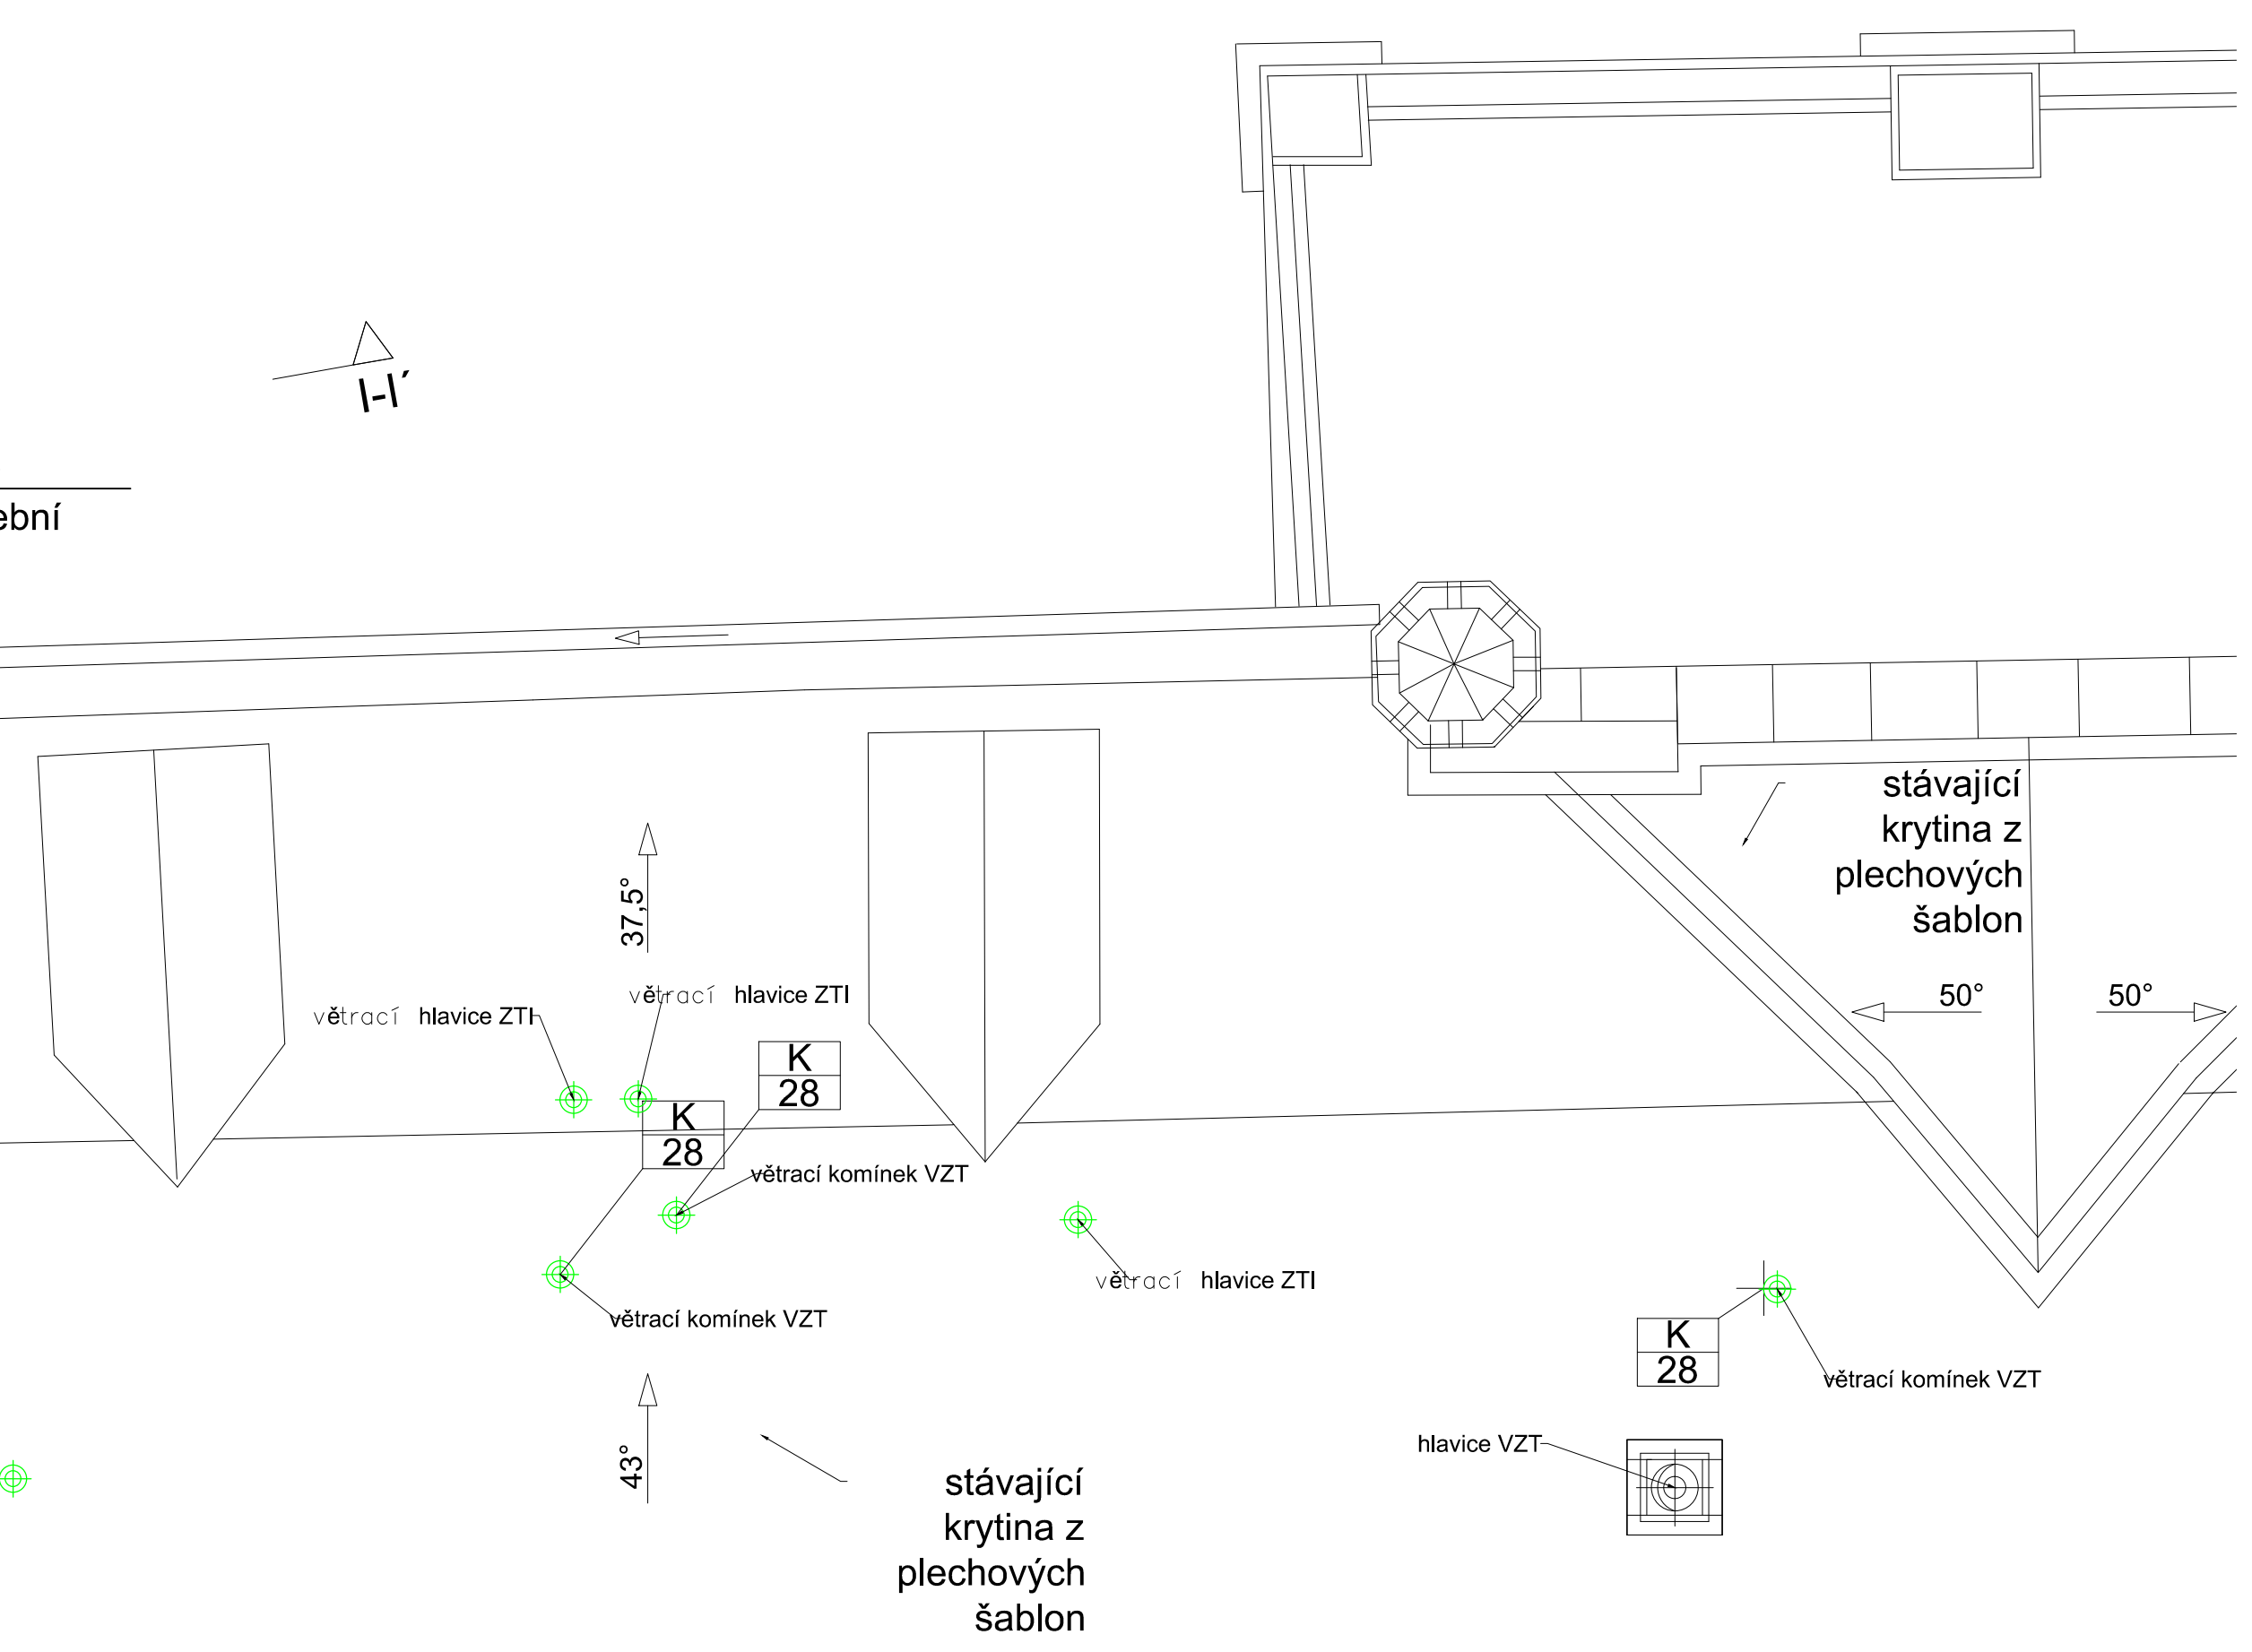 I-I´
ební
stávající
krytina z
plechových
šablon
37,5°
50°
50°
větrací hlavice ZTI
větrací hlavice ZTI
K
28
K
28
větrací komínek VZT
větrací hlavice ZTI
větrací komínek VZT
K
28
větrací komínek VZT
43°
hlavice VZT
stávající
krytina z
plechových
šablon